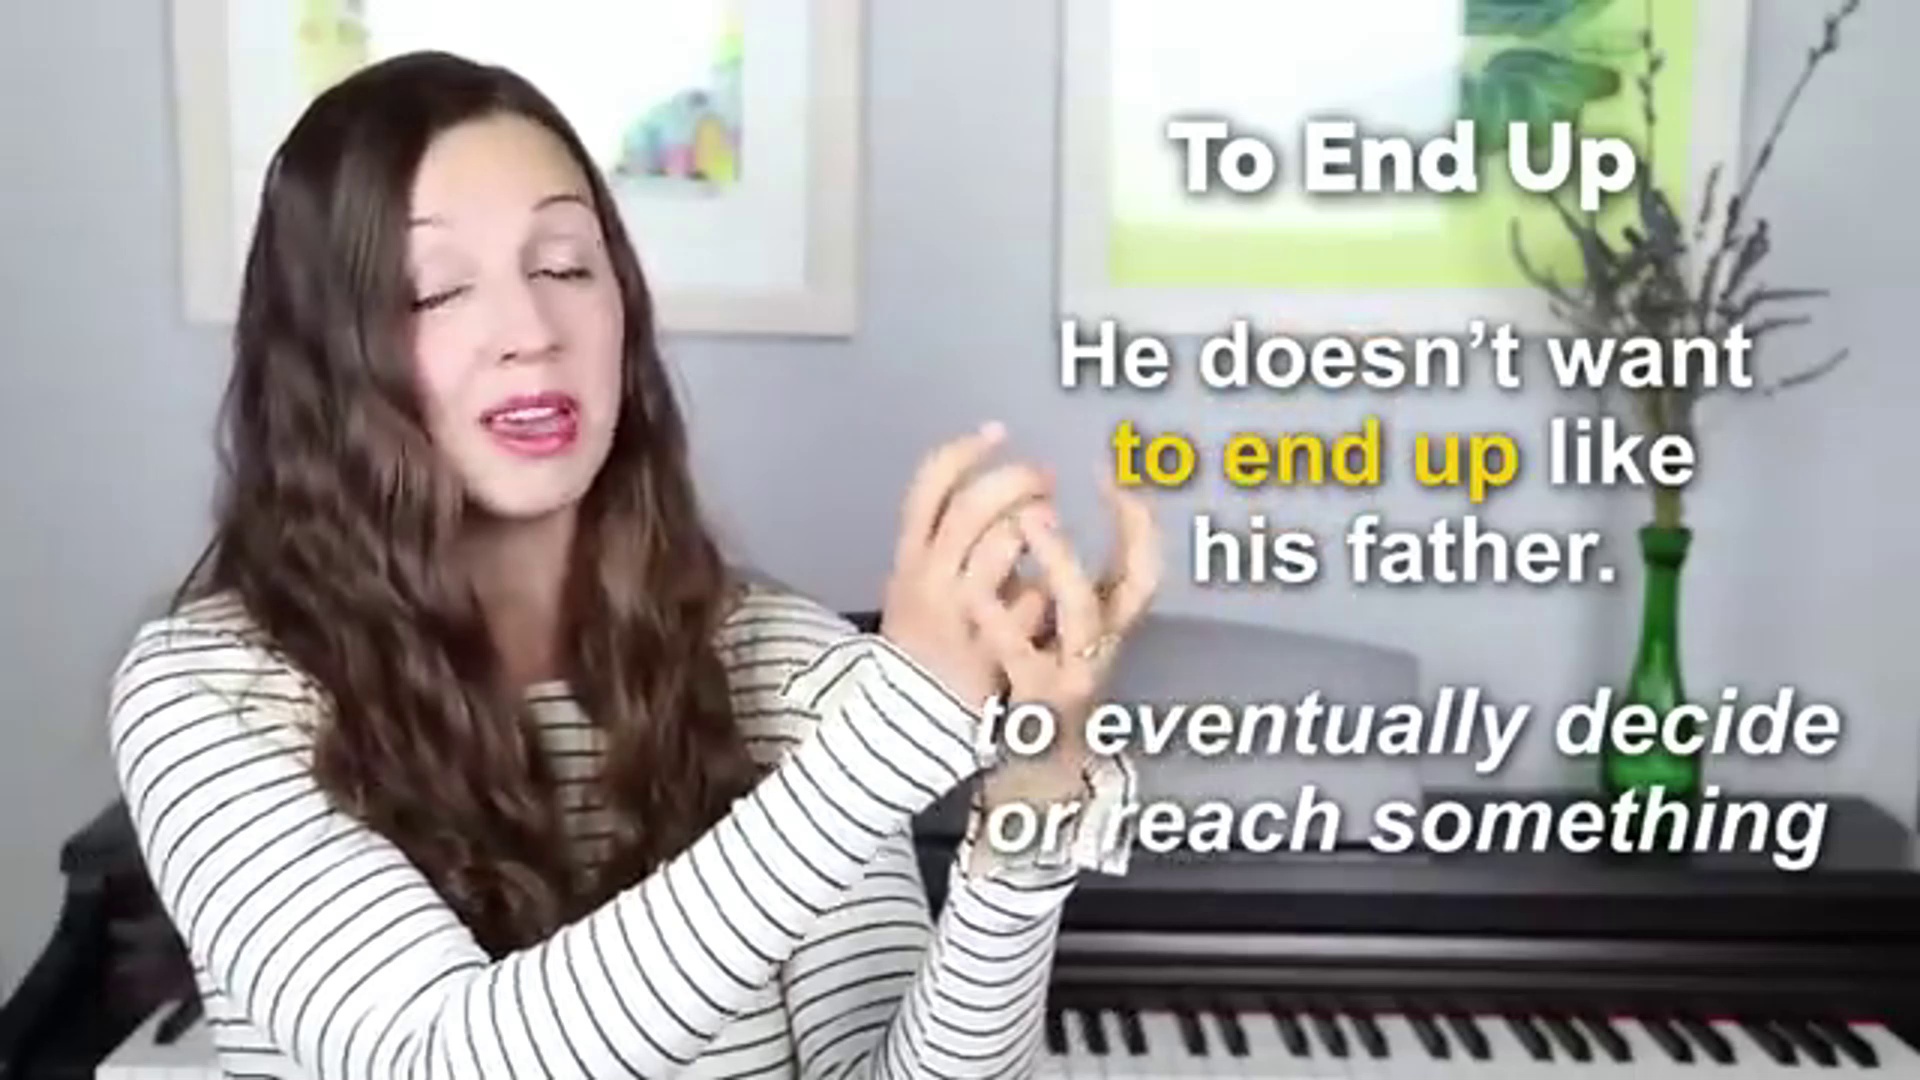 To End Up
He doesn’t want
to end up like
his father.
to eventually decide
or reach something